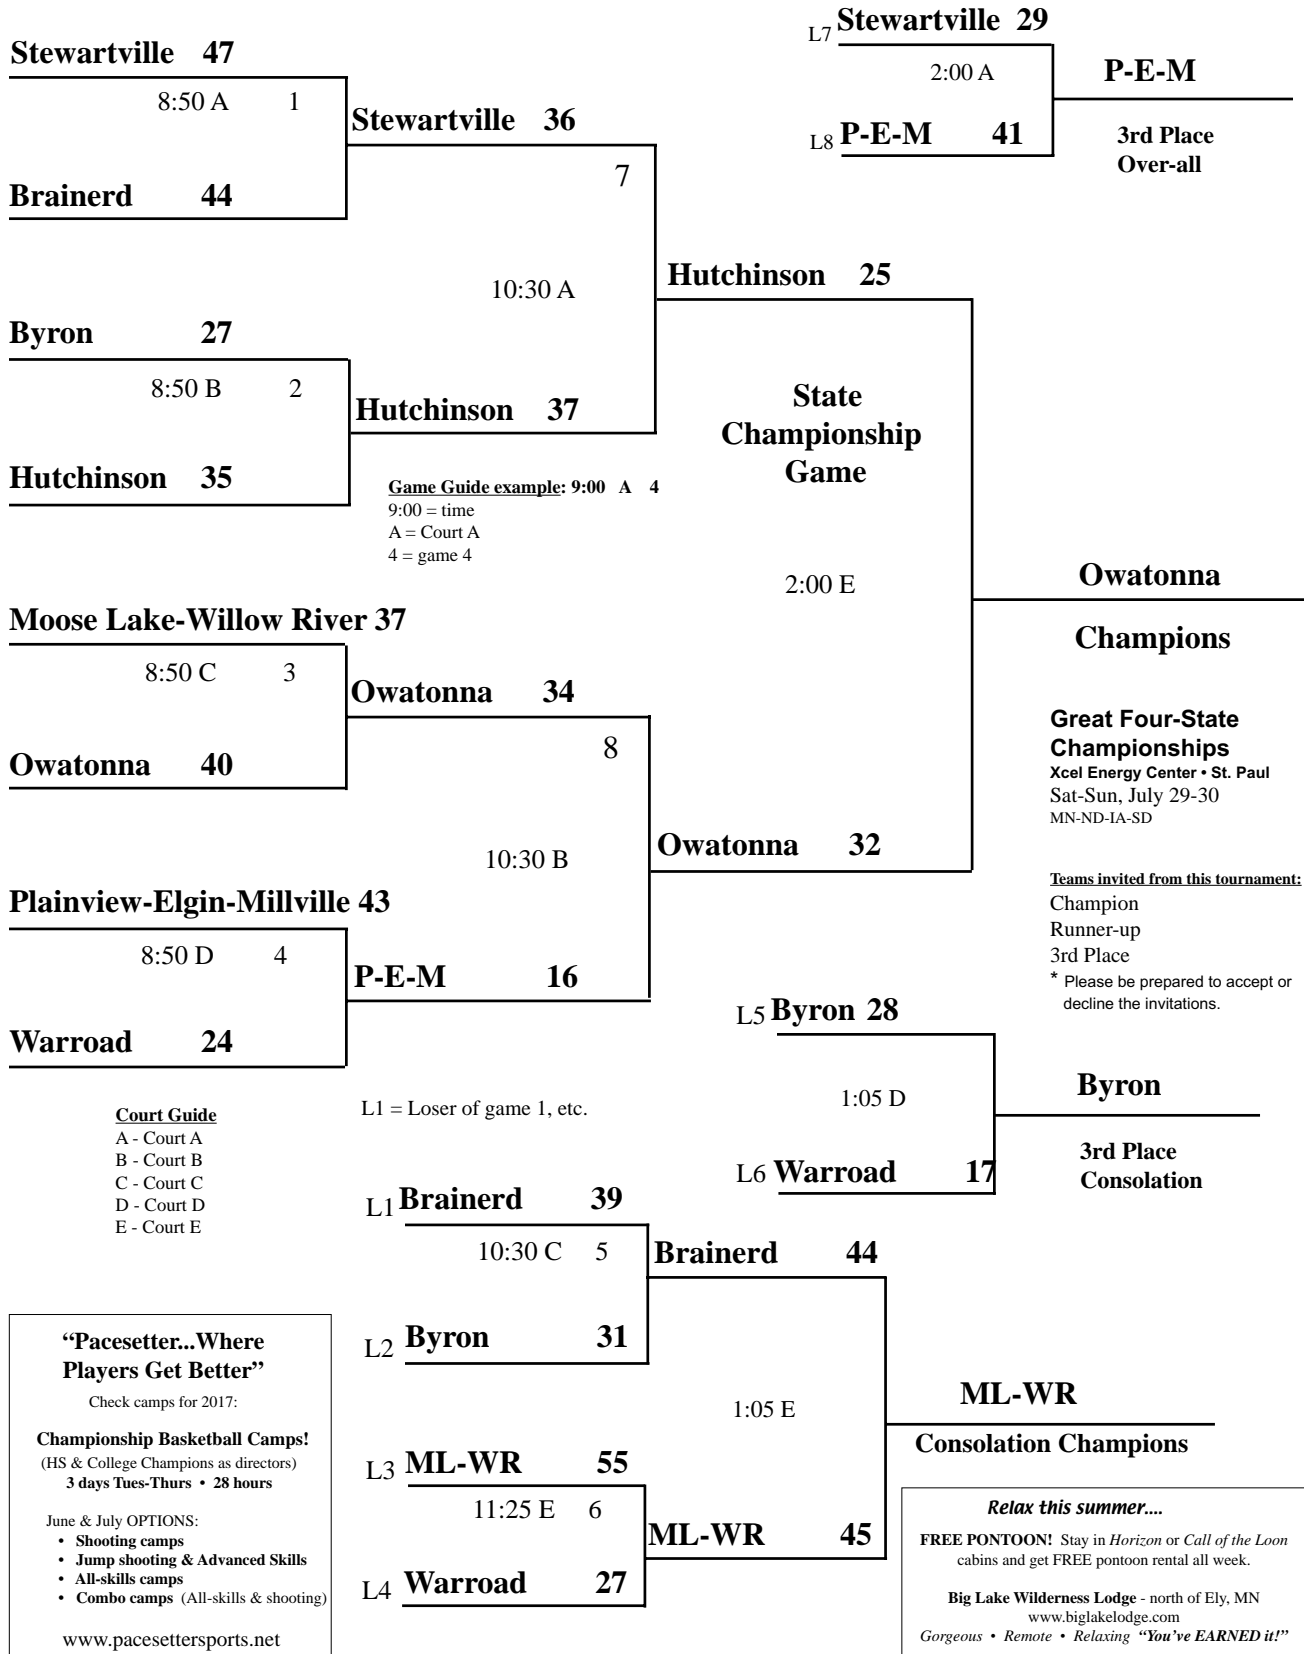 Stewartville 47
8:50 A 1
Brainerd 44
Stewartville 36
7
Byron 27
8:50 B 2
Hutchinson 35
10:30 A
Hutchinson 37
Game Guide example: 9:00 A 4
9:00 = time
A = Court A
4 = game 4
Hutchinson 25
State
Championship
Game
2:00 E
L7 Stewartville 29
2:00 A
L8 P-E-M 41
P-E-M
3rd Place
Over-all
Moose Lake-Willow River 37
8:50 C 3
Owatonna 40
Owatonna 34
8
10:30 B
Plainview-Elgin-Millville 43
8:50 D 4
Warroad 24
P-E-M 16
Owatonna 32
Owatonna
Champions
Great Four-State
Championships
Xcel Energy Center • St. Paul
Sat-Sun, July 29-30
MN-ND-IA-SD
Teams invited from this tournament:
Champion
Runner-up
3rd Place
* Please be prepared to accept or
decline the invitations.
L5 Byron 28
1:05 D
L6 Warroad 17
Byron
3rd Place
Consolation
Court Guide
A - Court A
B - Court B
C - Court C
D - Court D
E - Court E
L1 = Loser of game 1, etc.
L1 Brainerd 39
10:30 C 5
L2 Byron 31
Brainerd 44
1:05 E
L3 ML-WR 55
11:25 E 6
L4 Warroad 27
ML-WR 45
ML-WR
Consolation Champions
“Pacesetter...Where
Players Get Better”
Check camps for 2017:
Championship Basketball Camps!
(HS & College Champions as directors)
3 days Tues-Thurs • 28 hours
June & July OPTIONS:
• Shooting camps
• Jump shooting & Advanced Skills
• All-skills camps
• Combo camps (All-skills & shooting)
www.pacesettersports.net
Relax this summer....
FREE PONTOON! Stay in Horizon or Call of the Loon
cabins and get FREE pontoon rental all week.
Big Lake Wilderness Lodge - north of Ely, MN
www.biglakelodge.com
Gorgeous • Remote • Relaxing “You’ve EARNED it!”